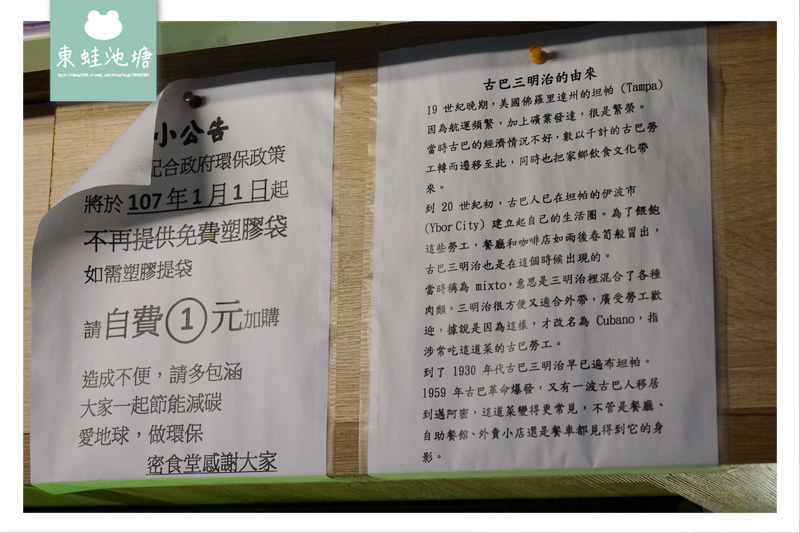 東蛙池塘
小公告
配合政府環保政策
將於 107 年 1 月 1 日起
不再提供免費塑膠袋
如需塑膠提袋
請自費①元加購
造成不便，請多包涵
大家一起節能減碳
愛地球，做環保
密食堂感謝大家
古巴三明治的由來
19 世紀晚期，美國佛羅里達州的坦帕 (Tampa)
因為航運頻繁，加上礦業發達，很是繁榮。
當時古巴的經濟情況不好，數以千計的古巴勞
工轉而遷移至此，同時也把家鄉飲食文化帶
來。
到 20 世紀初，古巴人已在坦帕的伊波市
(Ybor City) 建立起自己的生活圈。為了餵飽
這些勞工，餐廳和咖啡店如雨後春筍般冒出，
古巴三明治也是在這個時候出現的。
當時稱為 mixto，意思是三明治裡混合了各種
肉類。三明治很方便又適合外帶，廣受勞工歡
迎，據說是因為這樣，才改名為 Cubano，指
涉常吃這道菜的古巴勞工。
到了 1930 年代古巴三明治早已遍布坦帕。
1959 年古巴革命爆發，又有一波古巴人移居
到邁阿密，這道菜變得更常見，不管是餐廳、
自助餐館、外賣小店還是餐車都見得到它的身
影。